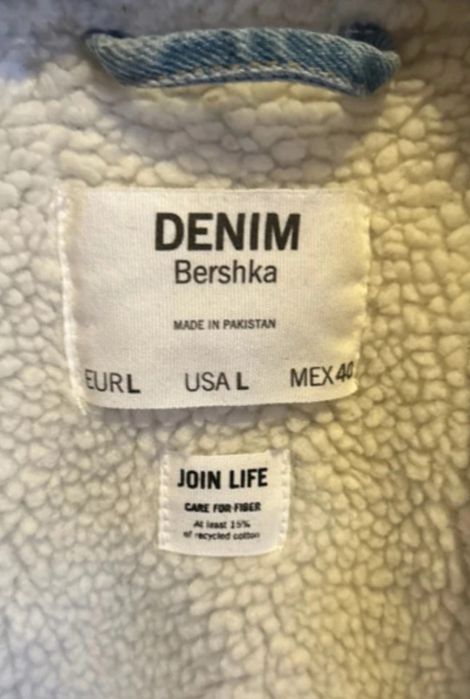 DENIM
Bershka
MADE IN PAKISTAN
EUR L USA L MEX 40
JOIN LIFE
CARE FOR FIBER
At least 15%
of recycled cotton